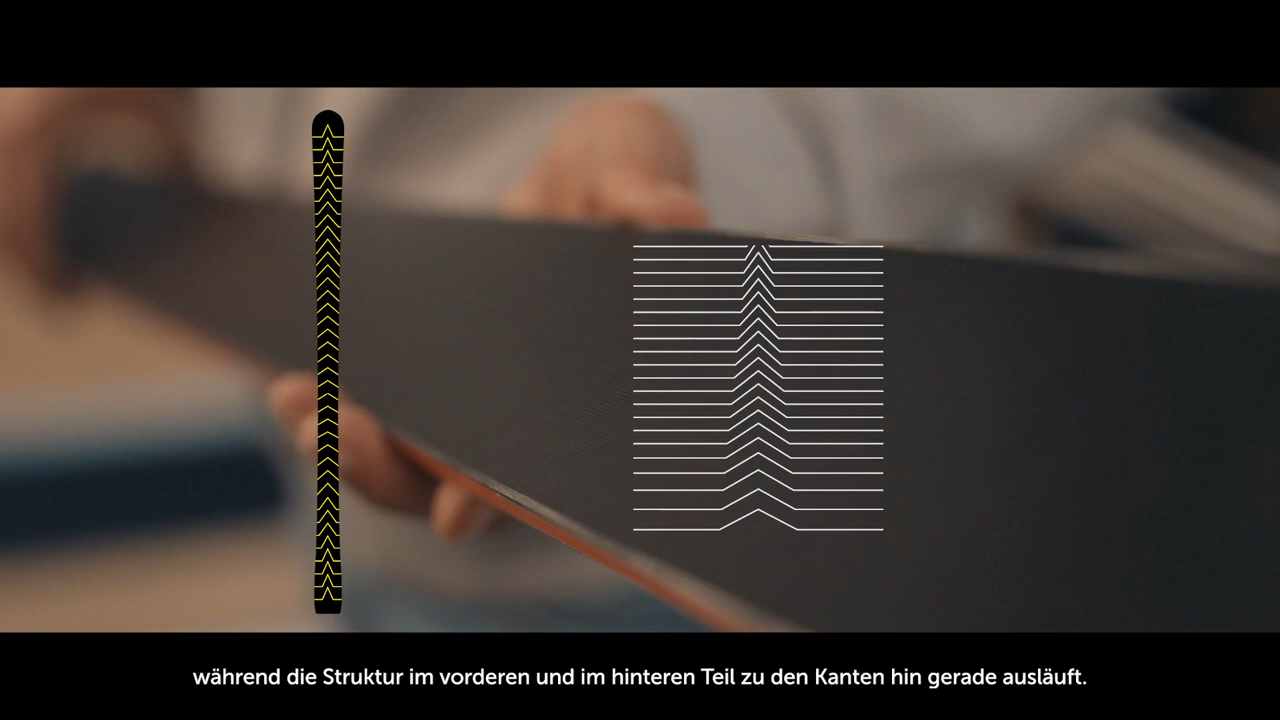 während die Struktur im vorderen und im hinteren Teil zu den Kanten hin gerade ausläuft.